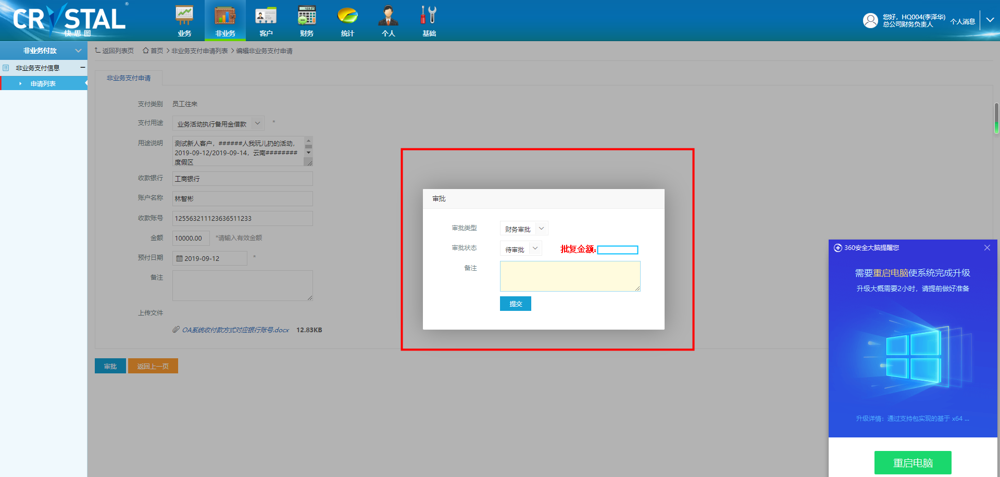 CRYSTAL
®
快思图
业务
非业务
客户
财务
统计
个人
基础
您好，HQ004(李泽华)
总公司财务负责人
个人消息
非业务付款
非业务支付信息
申请列表
返回列表页 首页 > 非业务支付申请列表 > 编辑非业务支付申请
非业务支付申请
支付类别 员工往来
支付用途 业务活动执行备用金借款 *
用途说明 测试新人客户，######人我玩儿扔的活动，
2019-09-12/2019-09-14，云南########
度假区
收款银行 工商银行
账户名称 林智彬
收款账号 125563211123636511233
金额 10000.00 *请输入有效金额
预付日期 2019-09-12 *
备注
上传文件
OA系统收付款方式对应银行账号.docx 12.83KB
审批 返回上一页
审批
审批类型 财务审批
审批状态 待审批 批复金额:
备注
提交
360安全大脑提醒您
需要重启电脑使系统完成升级
升级大概需要2小时，请提前做好准备
升级详情：通过支持包实现的基于 x64 ...
重启电脑